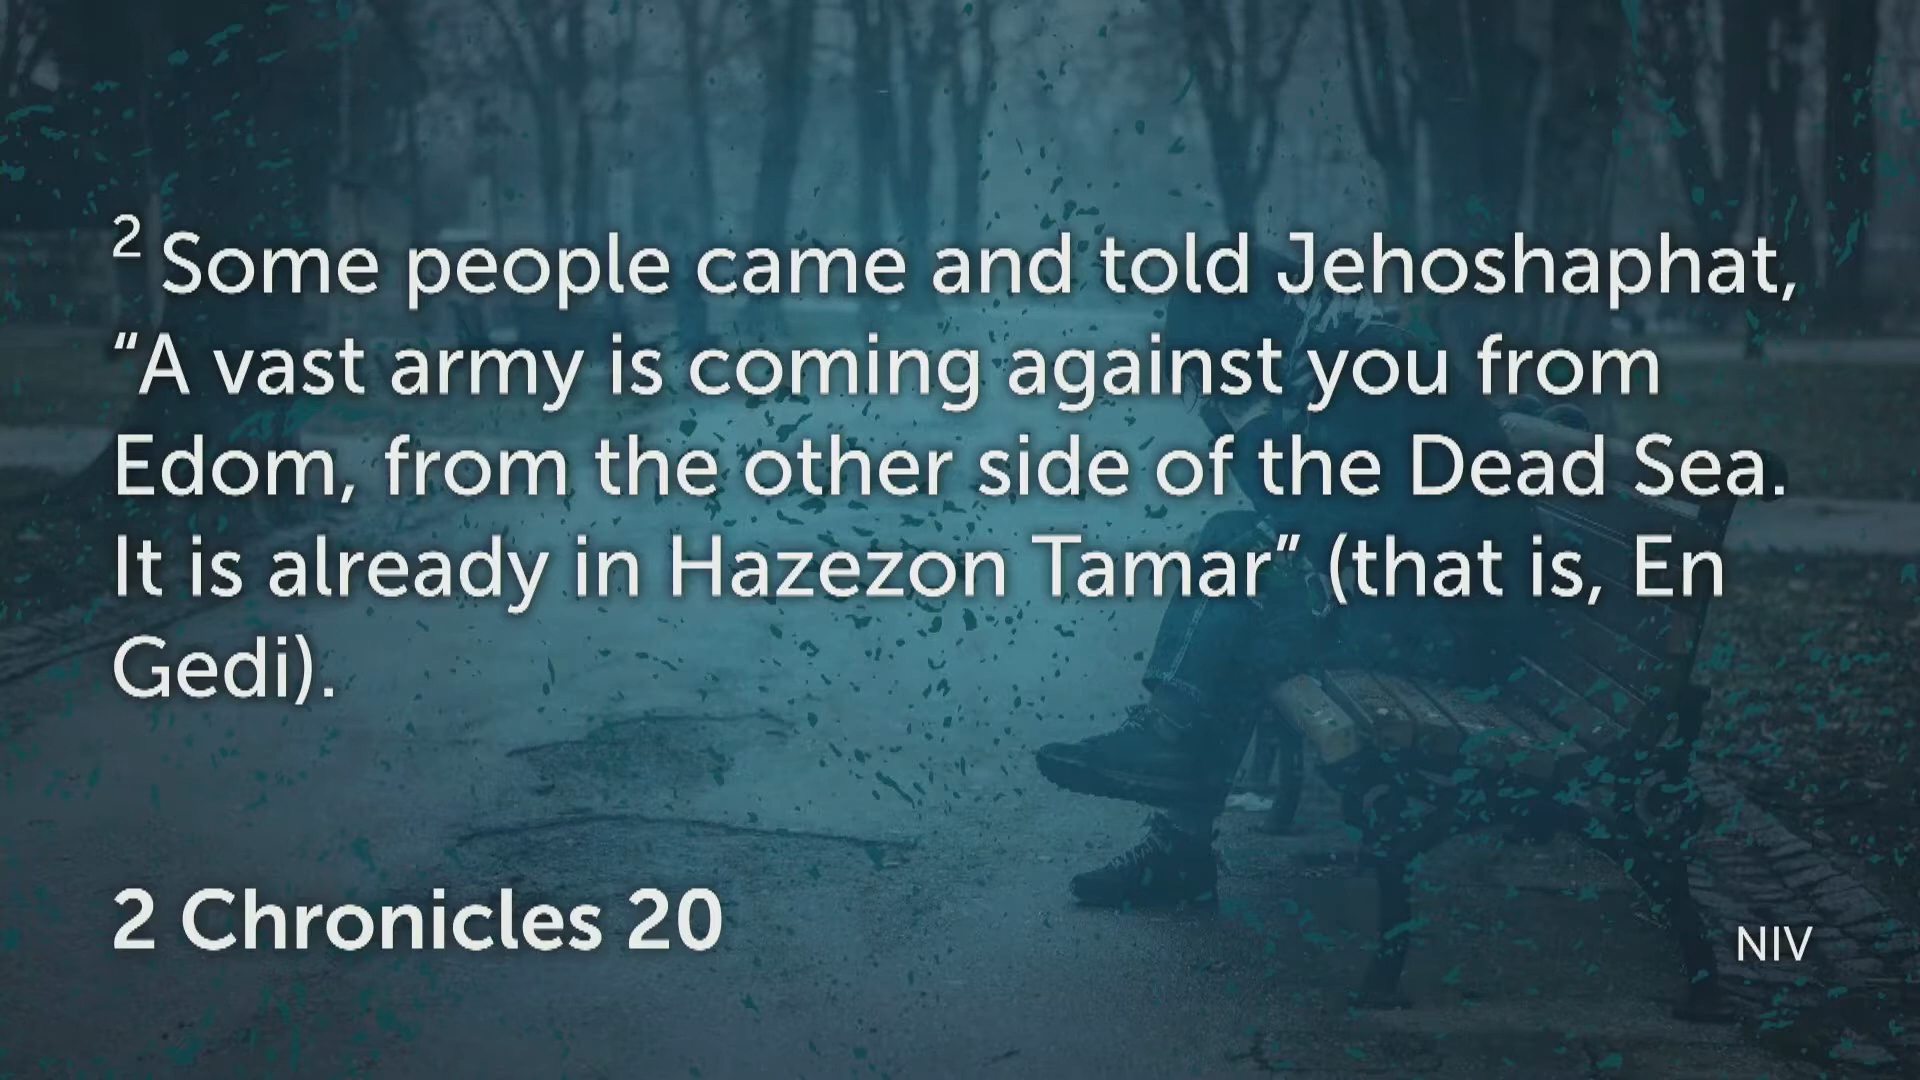 2 Some people came and told Jehoshaphat,
“A vast army is coming against you from
Edom, from the other side of the Dead Sea.
It is already in Hazezon Tamar” (that is, En
Gedi).
2 Chronicles 20
NIV